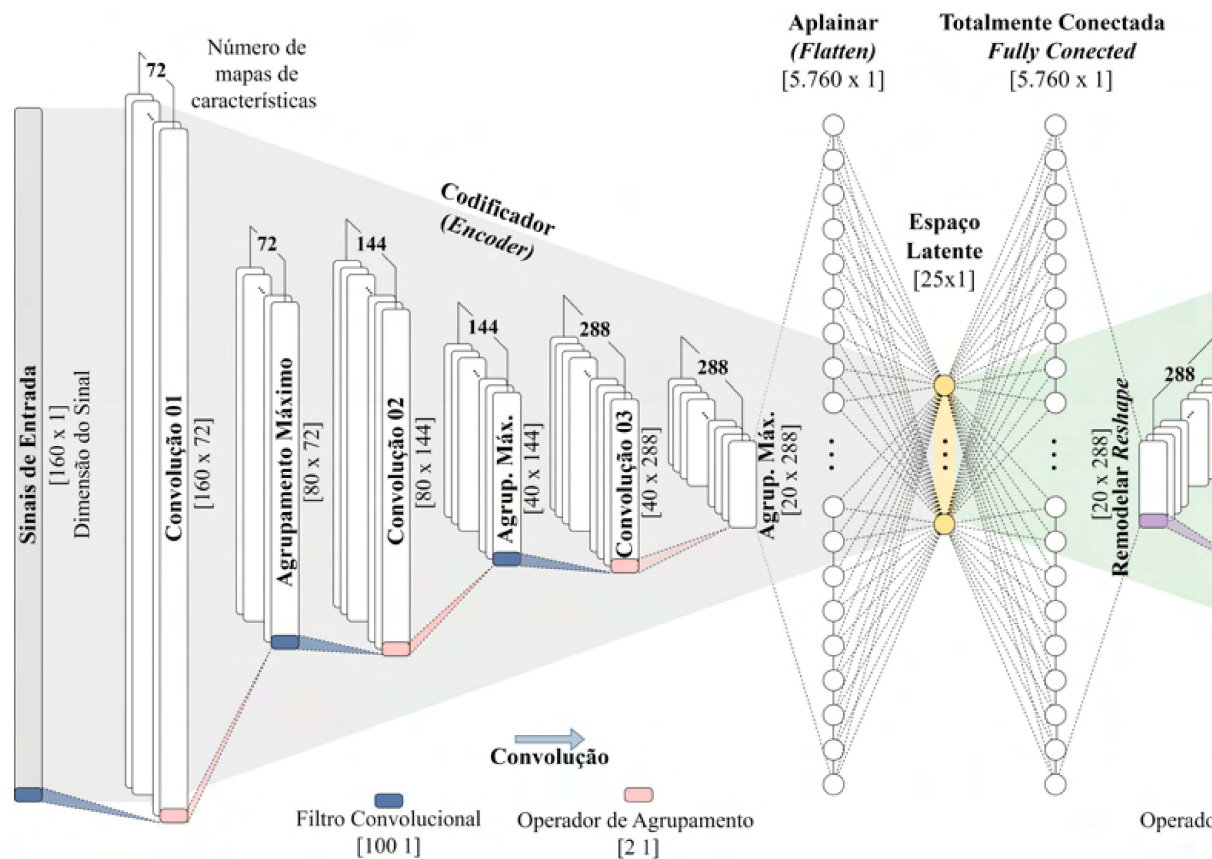 Aplainar
(Flatten)
[5.760 x 1]
Totalmente Conectada
Fully Conected
[5.760 x 1]
Número de
mapas de
características
72
Codificador
(Encoder)
Espaço
Latente
[25x1]
72
144
144
288
288
288
Sinais de Entrada
[160 x 1]
Dimensão do Sinal
Convolução 01
[160 x 72]
Agrupamento Máximo
[80 x 72]
Convolução 02
[80 x 144]
Agrup. Máx.
[40 x 144]
Convolução 03
[40 x 288]
Agrup. Máx.
[20 x 288]
[20 x 288]
Remodelar Reshape
Convolução
Filtro Convolucional
[100 1]
Operador de Agrupamento
[2 1]
Operado